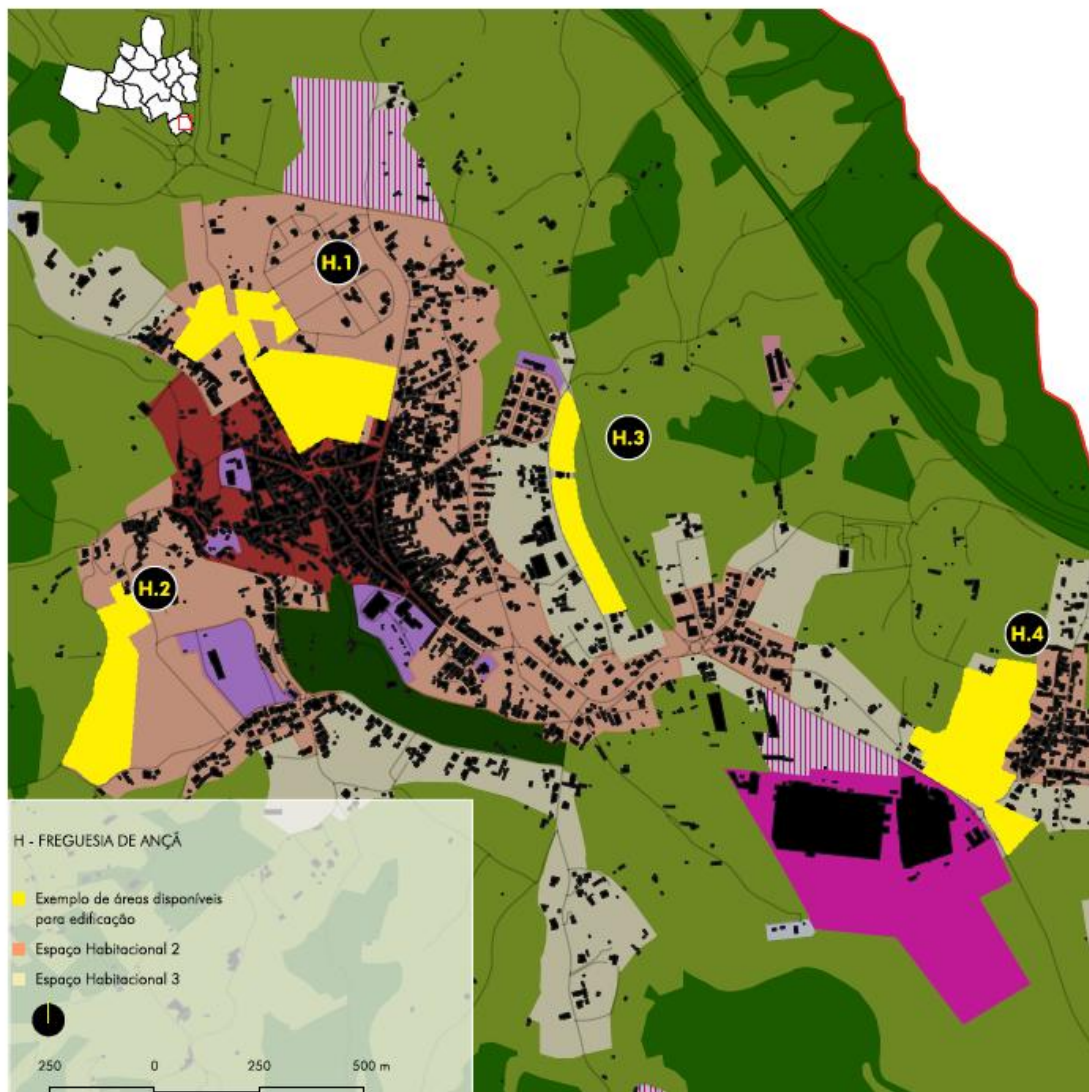 H.1
H.3
H.2
H.4
H - FREGUESIA DE ANÇÃ
Exemplo de áreas disponíveis
para edificação
Espaço Habitacional 2
Espaço Habitacional 3
250 0 250 500 m